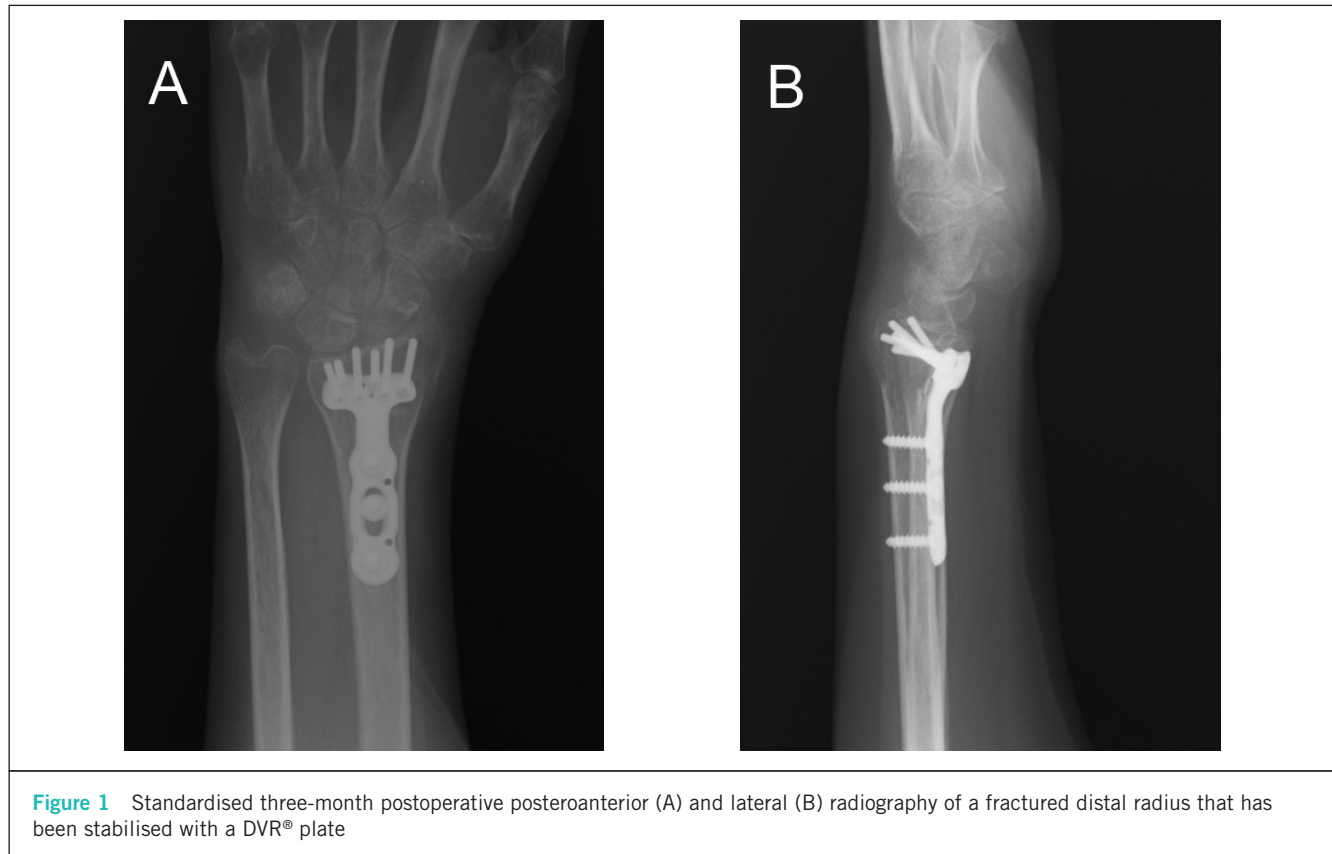 A
B
Figure 1 Standardised three-month postoperative posteroanterior (A) and lateral (B) radiography of a fractured distal radius that has
been stabilised with a DVR® plate